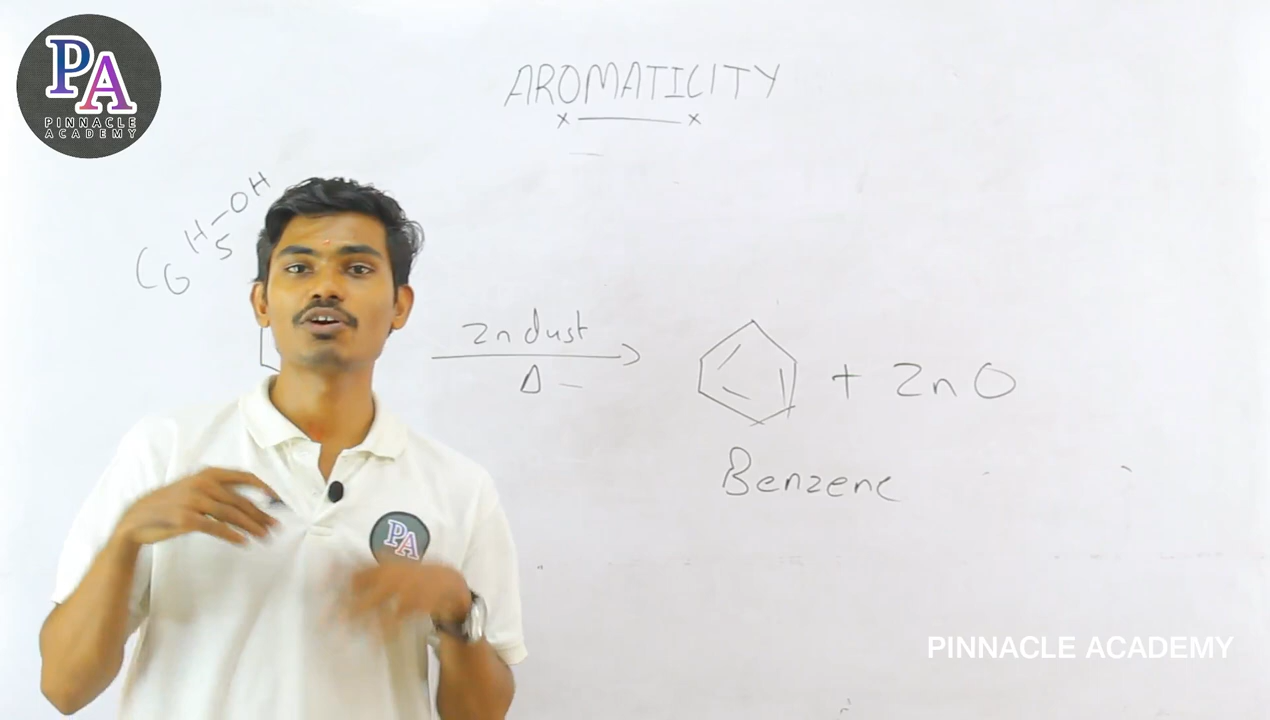 PA
PINNACLE
ACADEMY
AROMATICITY
C6H5-OH
Zn dust
Δ
+ ZnO
Benzene
PA
PINNACLE ACADEMY